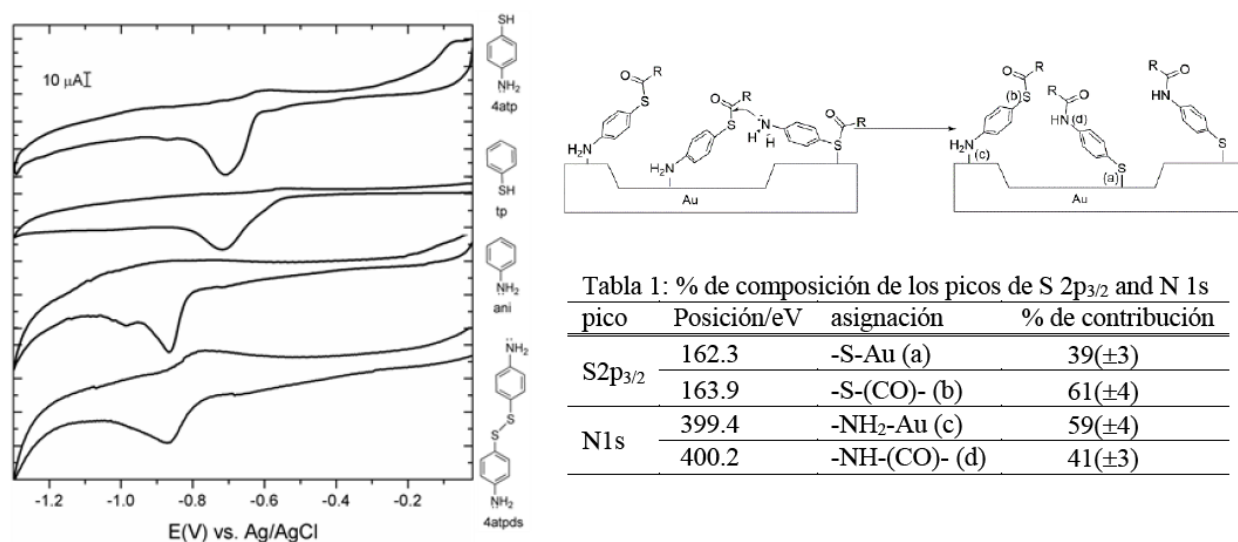 10 μA
SH
NH₂
4atp
SH
tp
NH₂
ani
NH₂
S
S
NH₂
4atpds
-1.2 -1.0 -0.8 -0.6 -0.4 -0.2
E(V) vs. Ag/AgCl
O R
S
H₂N
O R
S
H₂N
N
H H
O R
S
Au
O R
(b) S
H₂N
(c)
R O
HN (d)
S
(a)
R O
HN
S
Au
Tabla 1: % de composición de los picos de S 2p3/2 and N 1s
pico Posición/eV asignación % de contribución
S2p3/2 162.3 -S-Au (a) 39(±3)
163.9 -S-(CO)- (b) 61(±4)
N1s 399.4 -NH₂-Au (c) 59(±4)
400.2 -NH-(CO)- (d) 41(±3)